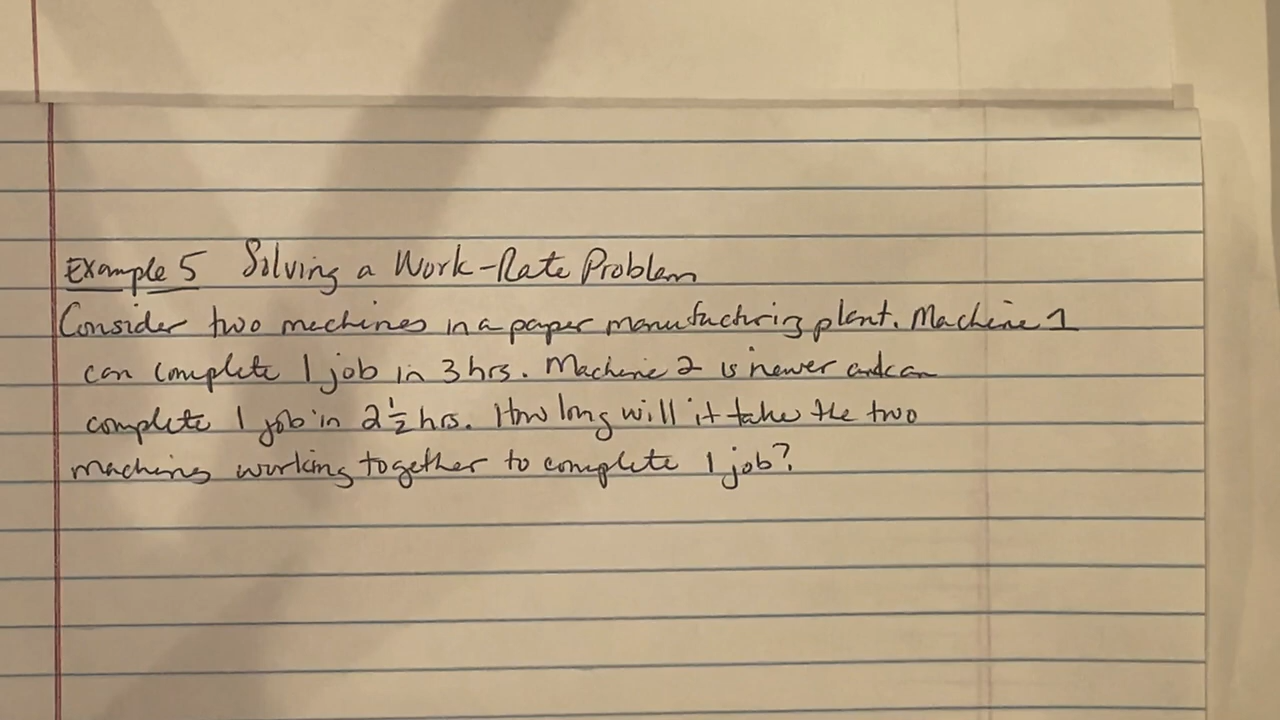 Example 5 Solving a Work-Rate Problem
Consider two machines in a paper manufacturing plant. Machine 1
can complete 1 job in 3 hrs. Machine 2 is newer and can
complete 1 job in 2 1/2 hrs. How long will it take the two
machines working together to complete 1 job?